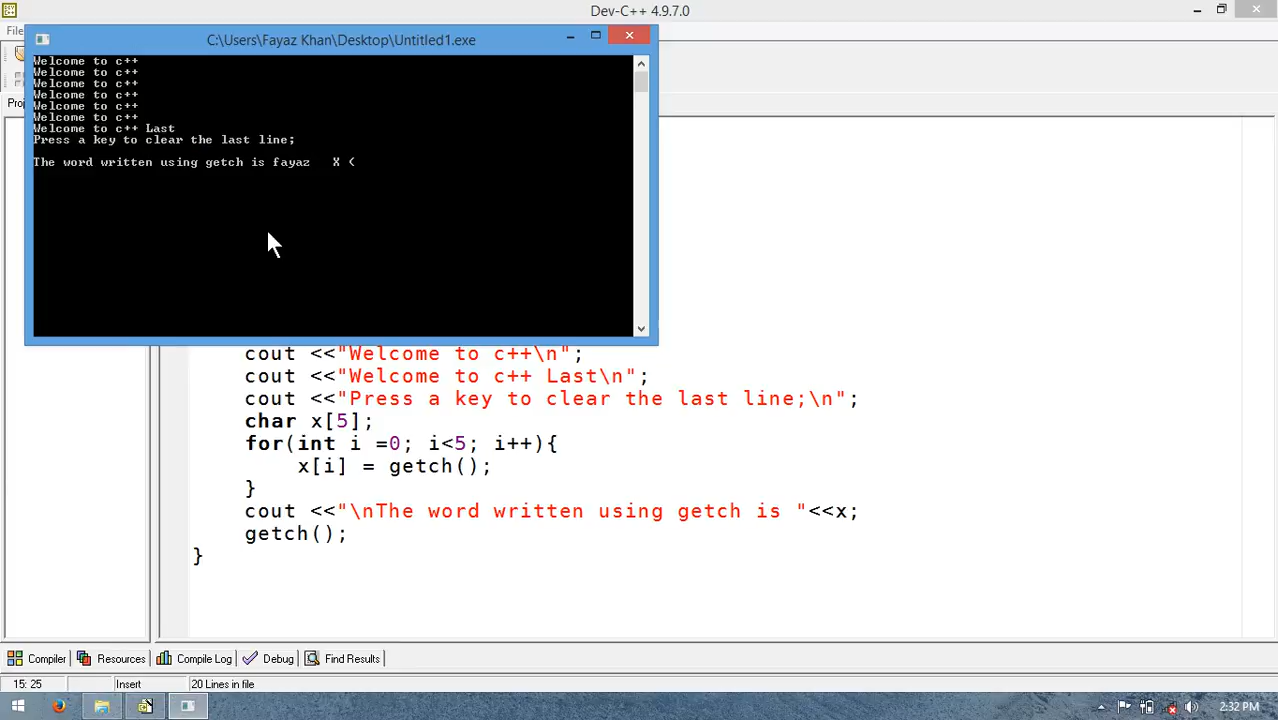 Dev-C++ 4.9.7.0
File
C:\Users\Fayaz Khan\Desktop\Untitled1.exe
Welcome to c++
Welcome to c++
Welcome to c++
Welcome to c++
Welcome to c++
Welcome to c++
Welcome to c++ Last
Press a key to clear the last line;
The word written using getch is fayaz   X (
cout <<"Welcome to c++\n";
cout <<"Welcome to c++ Last\n";
cout <<"Press a key to clear the last line;\n";
char x[5];
for(int i =0; i<5; i++){
x[i] = getch();
}
cout <<"\nThe word written using getch is "<<x;
getch();
}
Compiler Resources Compile Log Debug Find Results
15: 25 Insert 20 Lines in file
2:32 PM